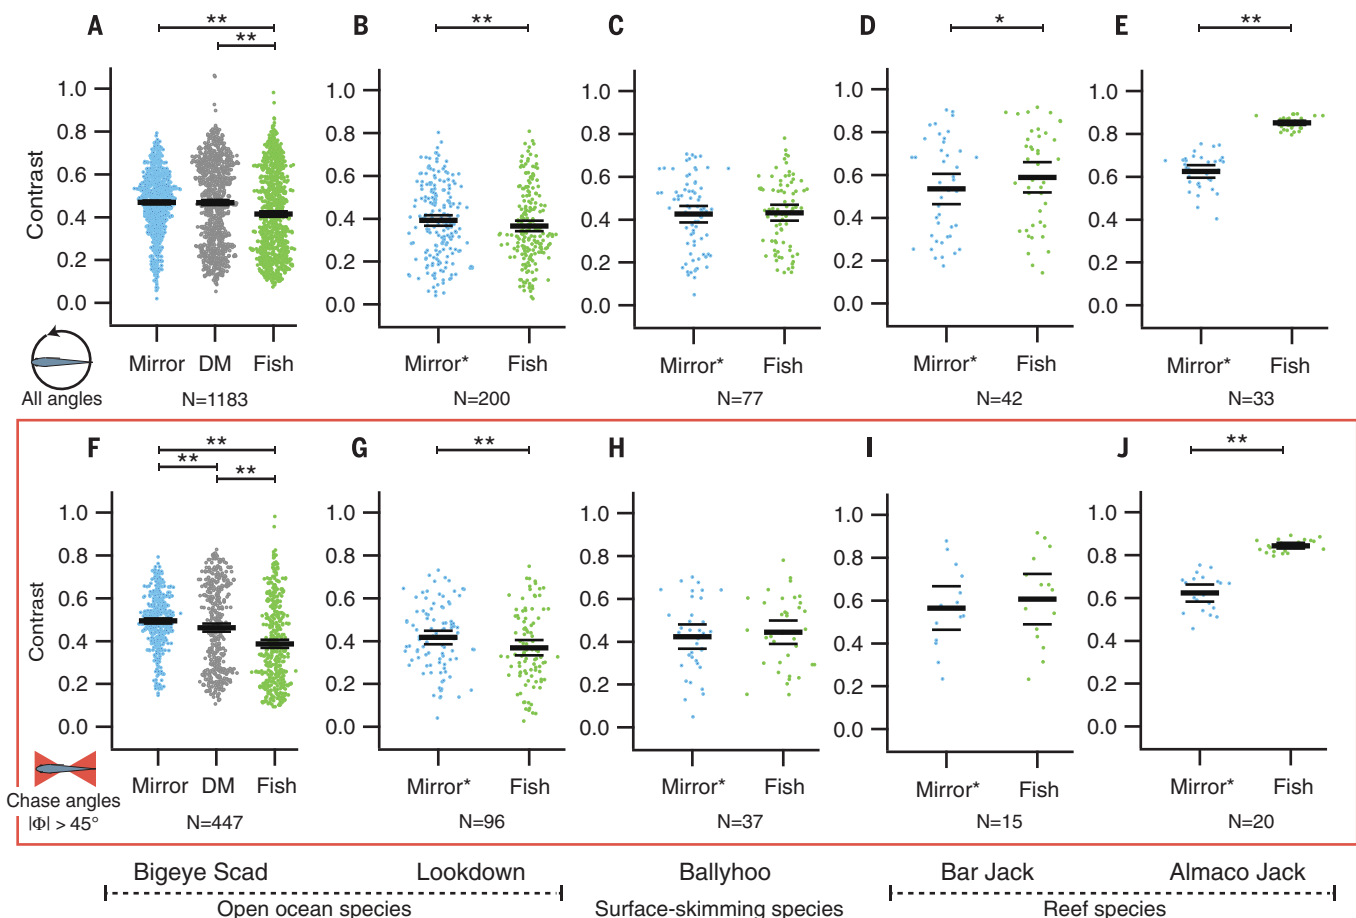 A B C D E
** ** ** * **
Contrast
1.0 0.8 0.6 0.4 0.2 0.0
1.0 0.8 0.6 0.4 0.2 0.0
1.0 0.8 0.6 0.4 0.2 0.0
1.0 0.8 0.6 0.4 0.2 0.0
1.0 0.8 0.6 0.4 0.2 0.0
Mirror DM Fish Mirror* Fish Mirror* Fish Mirror* Fish Mirror* Fish
All angles N=1183 N=200 N=77 N=42 N=33
F G H I J
** ** ** ** **
Contrast
1.0 0.8 0.6 0.4 0.2 0.0
1.0 0.8 0.6 0.4 0.2 0.0
1.0 0.8 0.6 0.4 0.2 0.0
1.0 0.8 0.6 0.4 0.2 0.0
1.0 0.8 0.6 0.4 0.2 0.0
Mirror DM Fish Mirror* Fish Mirror* Fish Mirror* Fish Mirror* Fish
Chase angles
|Φ| > 45° N=447 N=96 N=37 N=15 N=20
Bigeye Scad Lookdown Ballyhoo Bar Jack Almaco Jack
Open ocean species Surface-skimming species Reef species